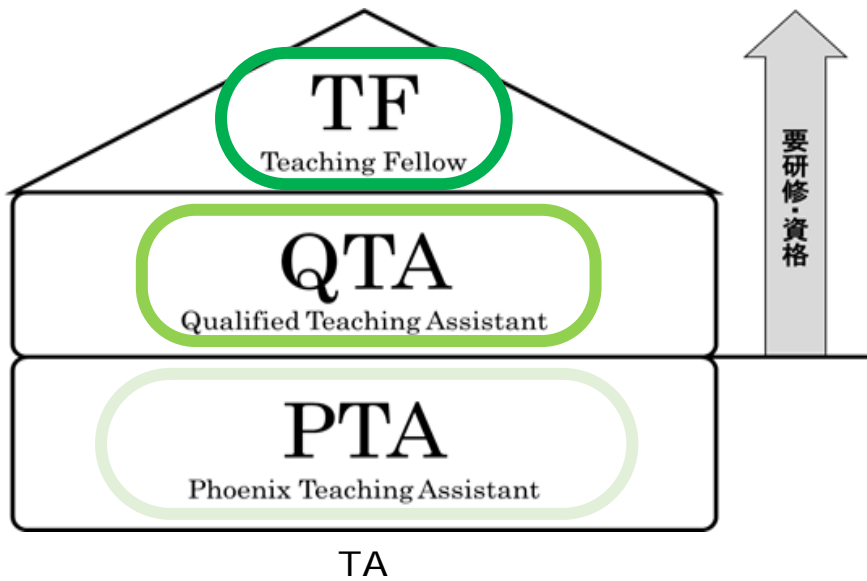 TF
Teaching Fellow
QTA
Qualified Teaching Assistant
PTA
Phoenix Teaching Assistant
TA
要研修・資格